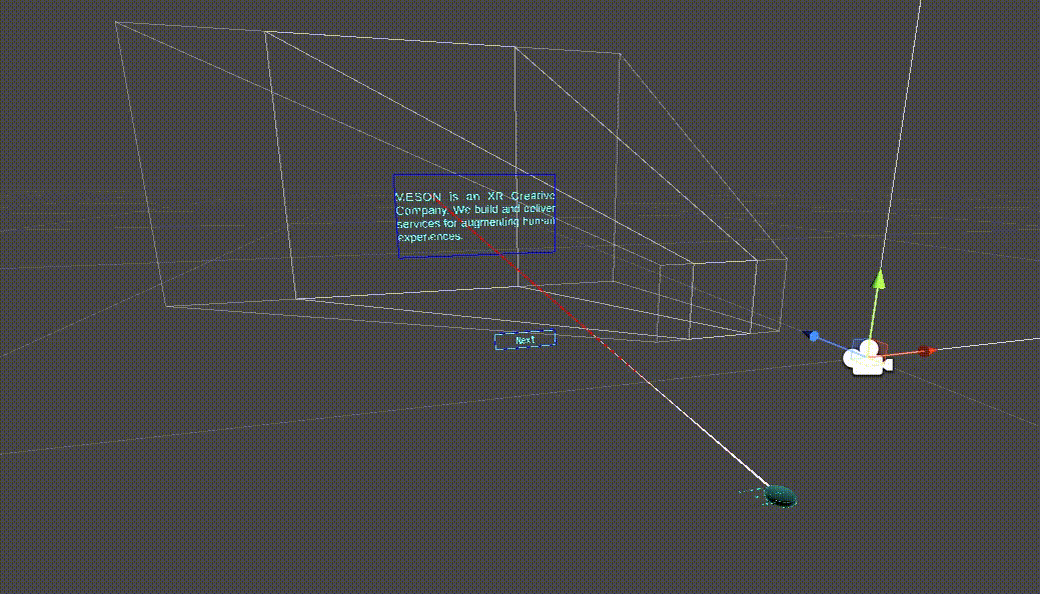 MESON is an XR Creative
Company. We build and deliver
services for augmenting human
experiences.
Next